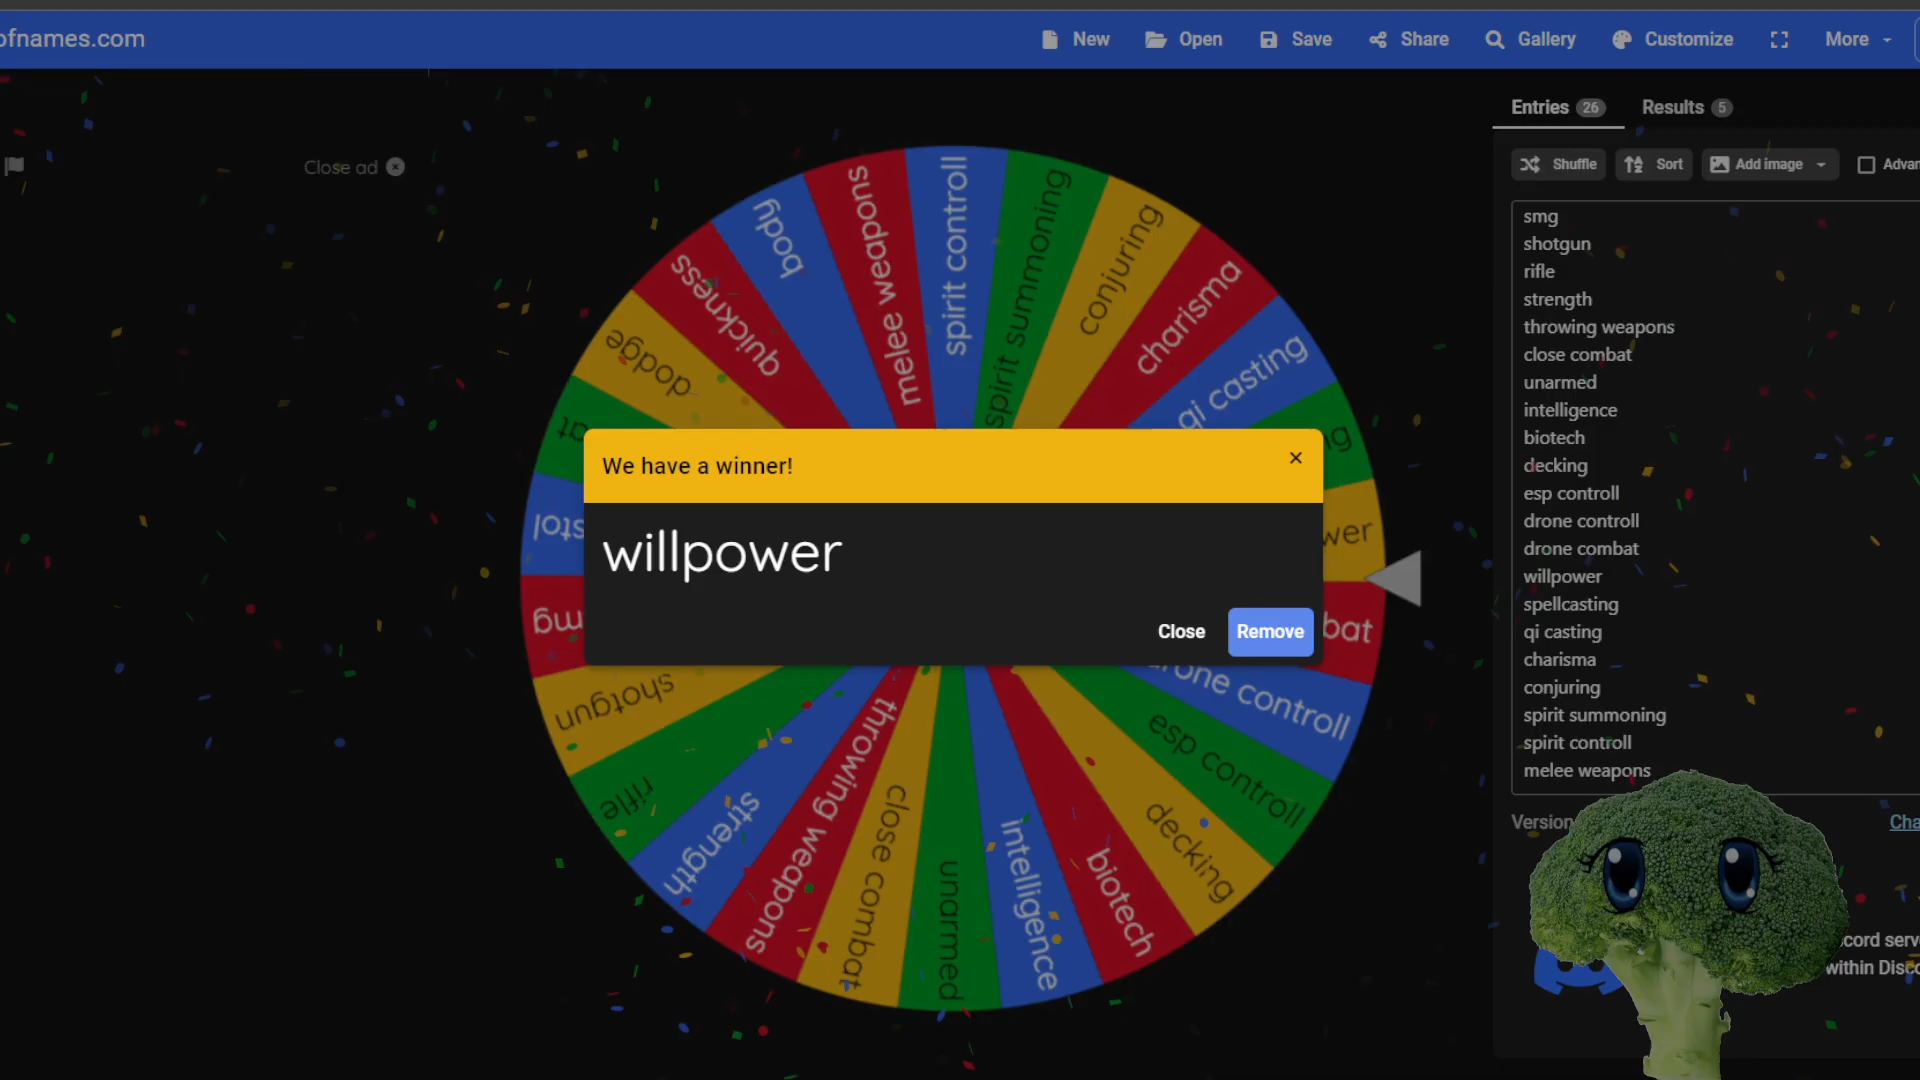 ofnames.com
New
Open
Save
Share
Gallery
Customize
More
Entries 26
Results 5
Close ad
Shuffle
Sort
Add image
smg
shotgun
rifle
strength
throwing weapons
close combat
unarmed
intelligence
biotech
decking
esp controll
drone controll
drone combat
willpower
spellcasting
qi casting
charisma
conjuring
spirit summoning
spirit controll
melee weapons
Version
body
melee weapons
spirit controll
spirit summoning
conjuring
charisma
qi casting
quickness
dodge
We have a winner!
willpower
Close
Remove
shotgun
rifle
strength
throwing weapons
close combat
unarmed
intelligence
biotech
decking
esp controll
within